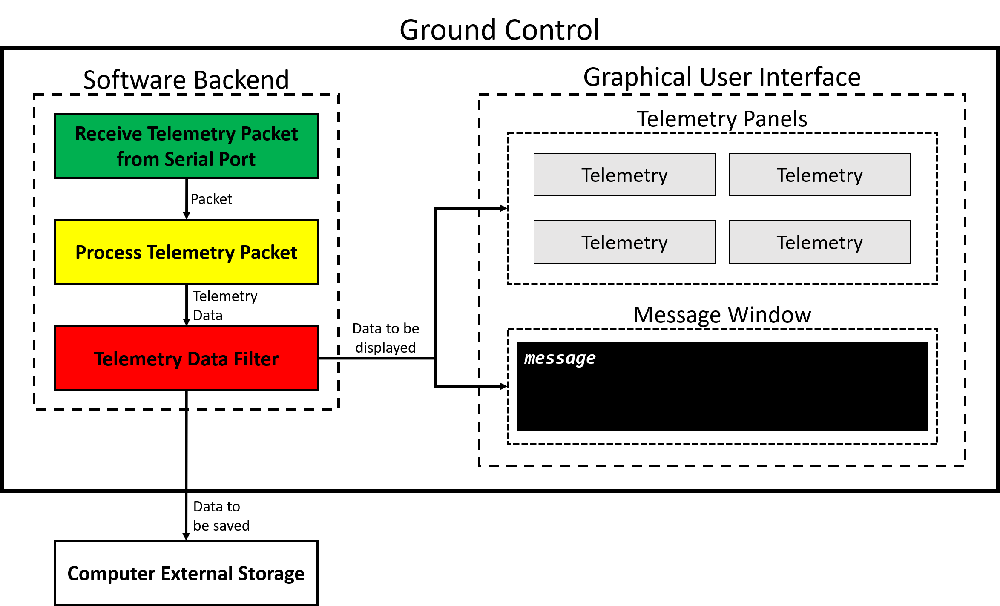 Ground Control
Software Backend
Receive Telemetry Packet
from Serial Port
Packet
Process Telemetry Packet
Telemetry
Data
Telemetry Data Filter
Data to be
displayed
Data to
be saved
Computer External Storage
Graphical User Interface
Telemetry Panels
Telemetry
Telemetry
Telemetry
Telemetry
Message Window
message